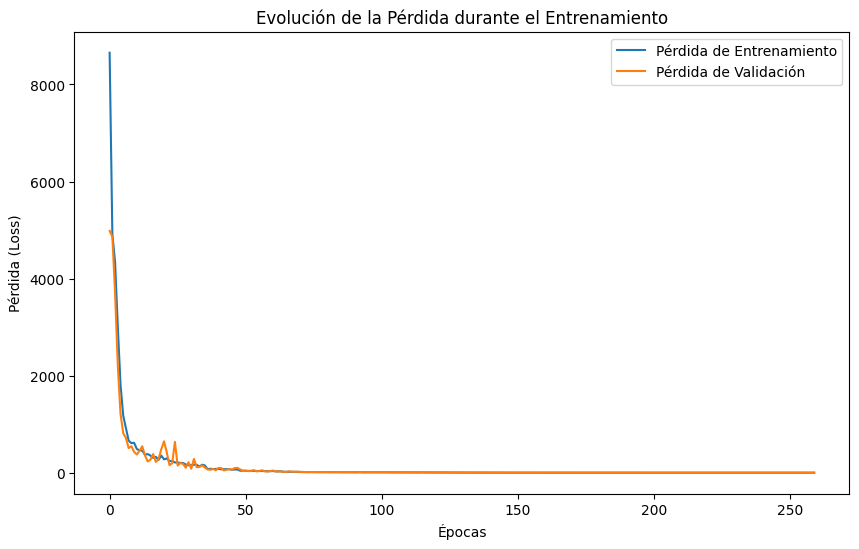 Evolución de la Pérdida durante el Entrenamiento
Pérdida de Entrenamiento
Pérdida de Validación
Pérdida (Loss)
8000
6000
4000
2000
0
0 50 100 150 200 250
Épocas